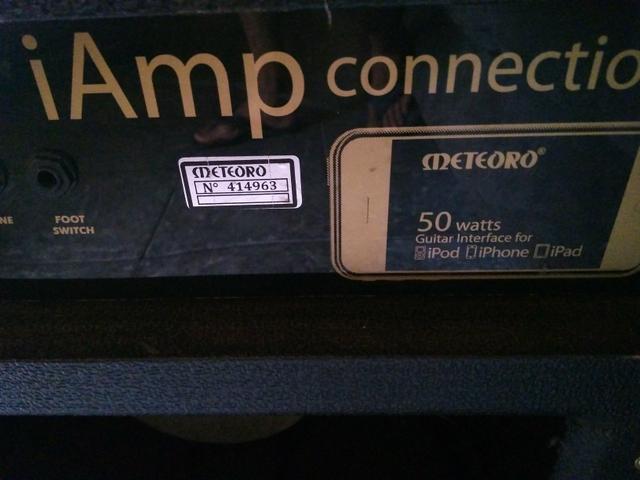 iAmp connectio
METEORO
Nº 414963
METEORO®
NE
FOOT
SWITCH
50 watts
Guitar Interface for
iPod iPhone iPad